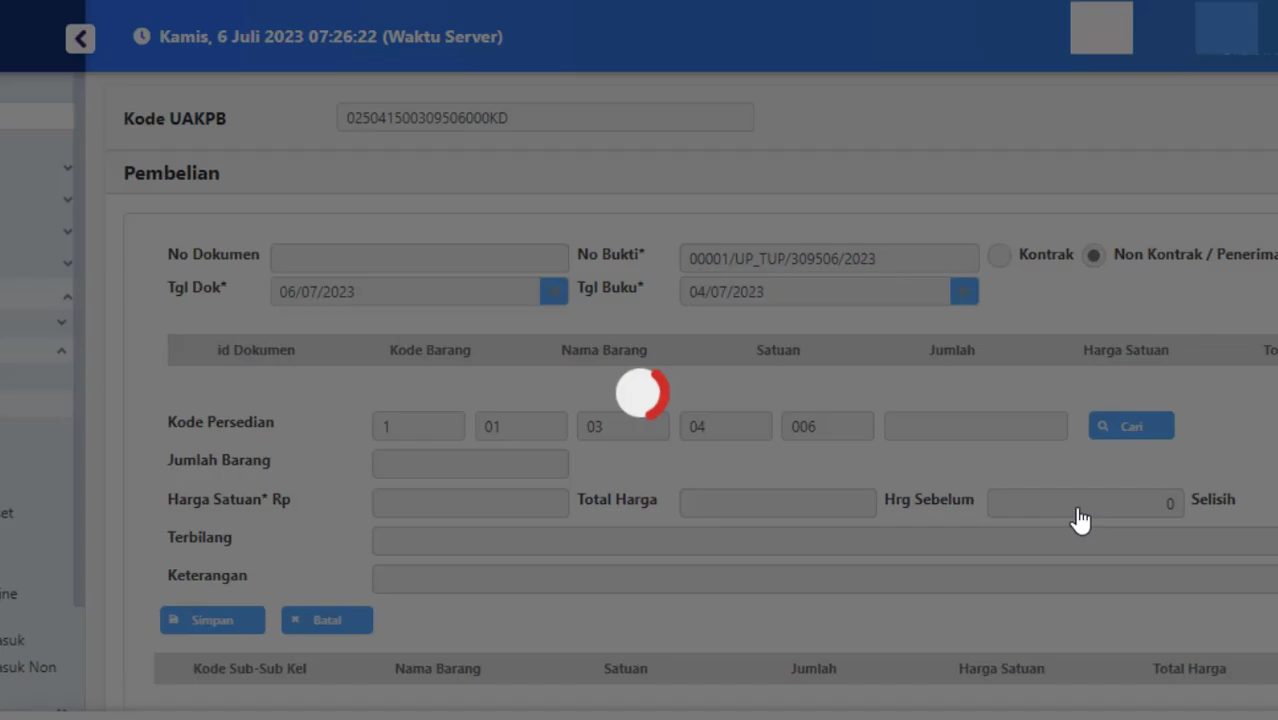 Kamis, 6 Juli 2023 07:26:22 (Waktu Server)
Kode UAKPB 025041500309506000KD
Pembelian
No Dokumen No Bukti* 00001/UP_TUP/309506/2023 Kontrak Non Kontrak / Penerima
Tgl Dok* 06/07/2023 Tgl Buku* 04/07/2023
id Dokumen Kode Barang Nama Barang Satuan Jumlah Harga Satuan To
Kode Persedian 1 01 03 04 006 Cari
Jumlah Barang
Harga Satuan* Rp Total Harga Hrg Sebelum 0 Selisih
set
Terbilang
Keterangan
ine
Simpan Batal
asuk
asuk Non
Kode Sub-Sub Kel Nama Barang Satuan Jumlah Harga Satuan Total Harga